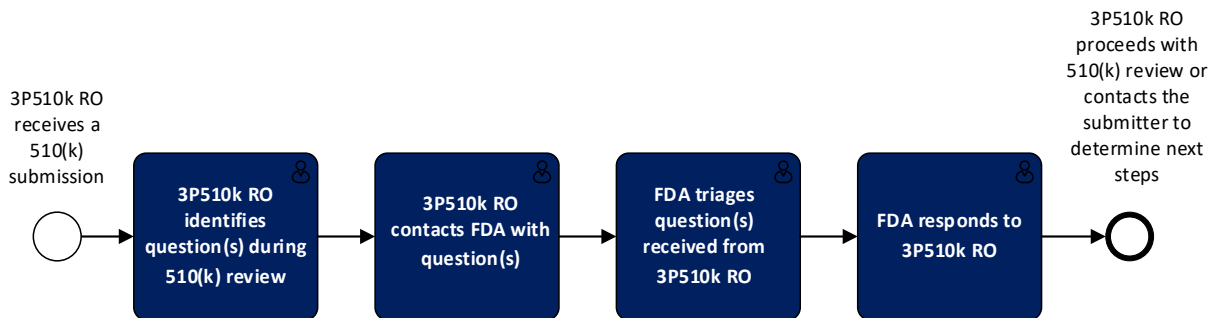 3P510k RO
receives a
510(k)
submission
3P510k RO
identifies
question(s) during
510(k) review
3P510k RO
contacts FDA with
question(s)
FDA triages
question(s)
received from
3P510k RO
FDA responds to
3P510k RO
3P510k RO
proceeds with
510(k) review or
contacts the
submitter to
determine next
steps